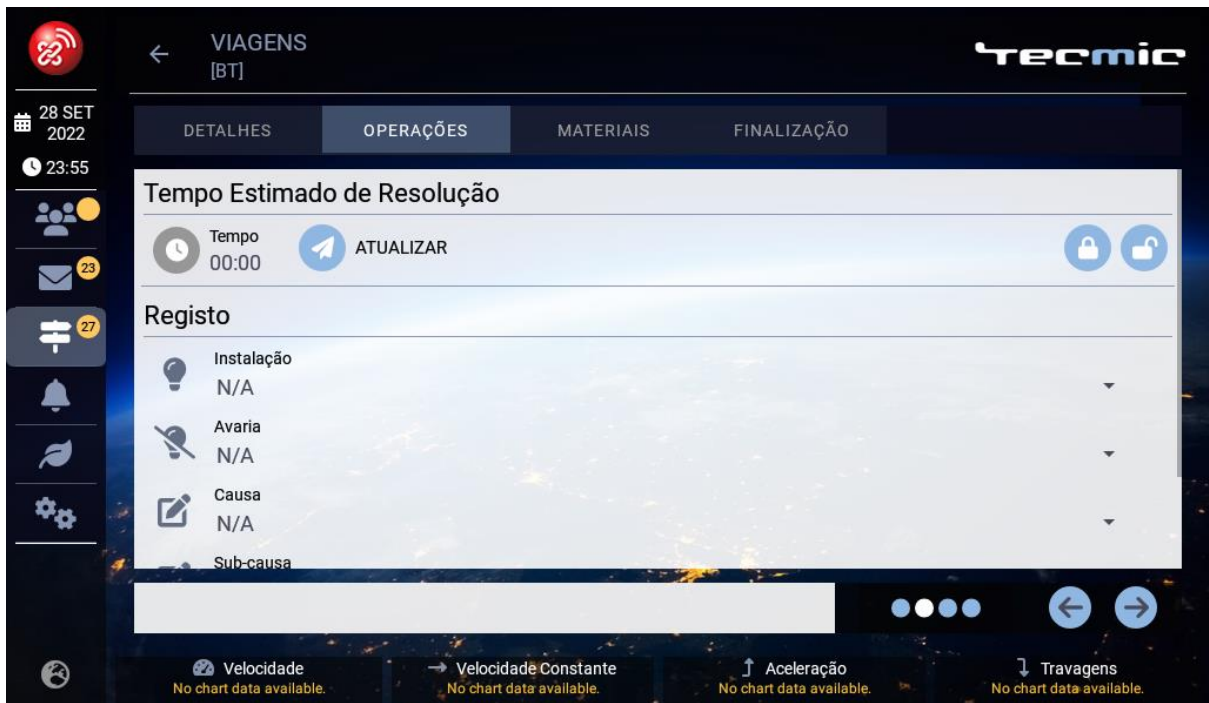 VIAGENS
[BT]
tecmic
28 SET
2022
23:55
23
27
DETALHES
OPERAÇÕES
MATERIAIS
FINALIZAÇÃO
Tempo Estimado de Resolução
Tempo
00:00
ATUALIZAR
Registo
Instalação
N/A
Avaria
N/A
Causa
N/A
Sub-causa
Velocidade
No chart data available.
Velocidade Constante
No chart data available.
Aceleração
No chart data available.
Travagens
No chart data available.